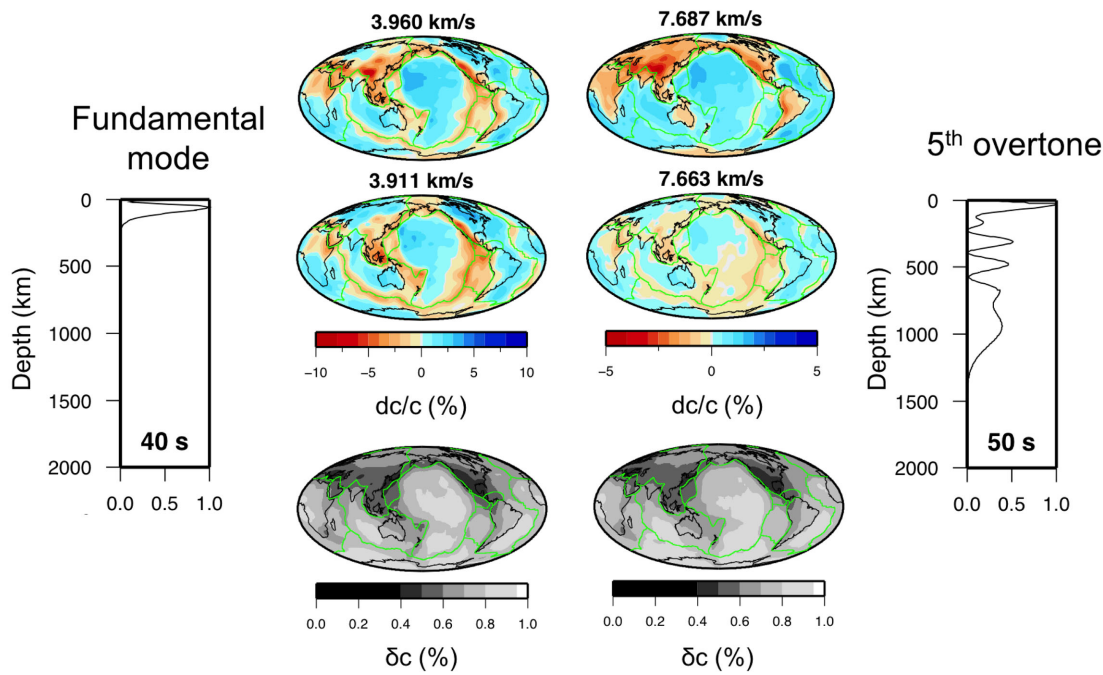 3.960 km/s
7.687 km/s
Fundamental
mode
5th overtone
3.911 km/s
7.663 km/s
0
500
1000
1500
2000
Depth (km)
40 s
0.0 0.5 1.0
-10 -5 0 5 10
dc/c (%)
-5 0 5
dc/c (%)
0
500
1000
1500
2000
Depth (km)
50 s
0.0 0.5 1.0
0.0 0.2 0.4 0.6 0.8 1.0
δc (%)
0.0 0.2 0.4 0.6 0.8 1.0
δc (%)